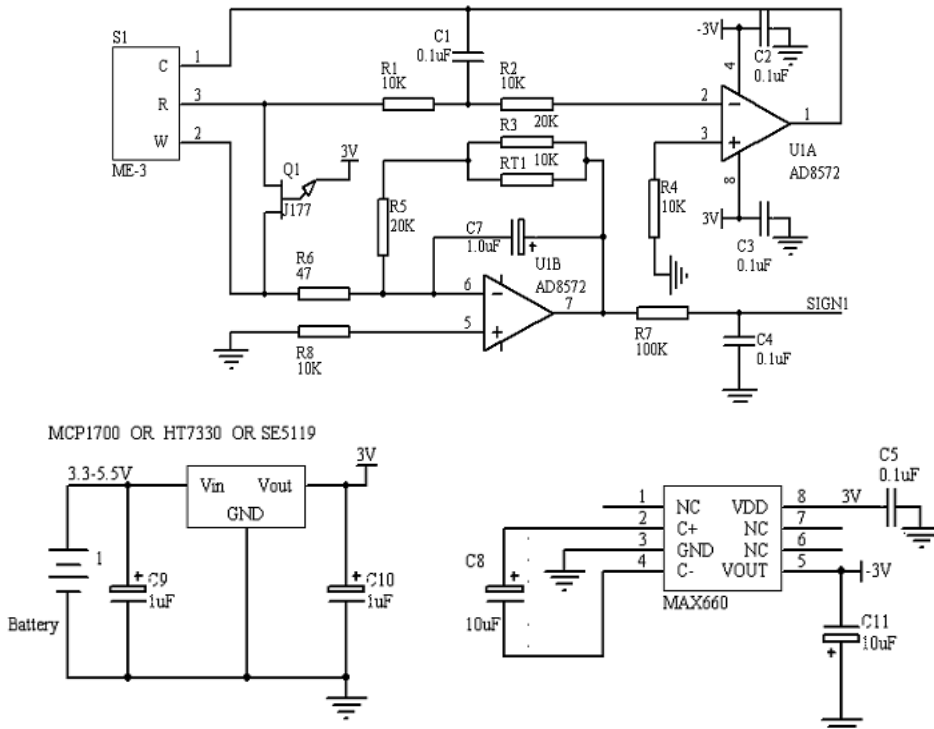 S1
C
R
W
ME-3
1
3
2
C1
0.1uF
R1
10K
R2
10K
20K
R3
10K
RT1
Q1
J177
3V
R5
20K
C7
1.0uF
+
R6
47
R8
10K
6
5
U1B
AD8572
7
-3V
4
C2
0.1uF
2
3
1
U1A
AD8572
8
R4
10K
3V
C3
0.1uF
R7
100K
SIGN1
C4
0.1uF
MCP1700 OR HT7330 OR SE5119
3.3-5.5V
Vin Vout
GND
3V
1
Battery
+
C9
1uF
+
C10
1uF
1 NC VDD 8 3V
2 C+ NC 7
3 GND NC 6
4 C- VOUT 5
MAX660
C5
0.1uF
C8
+
10uF
-3V
C11
10uF
+